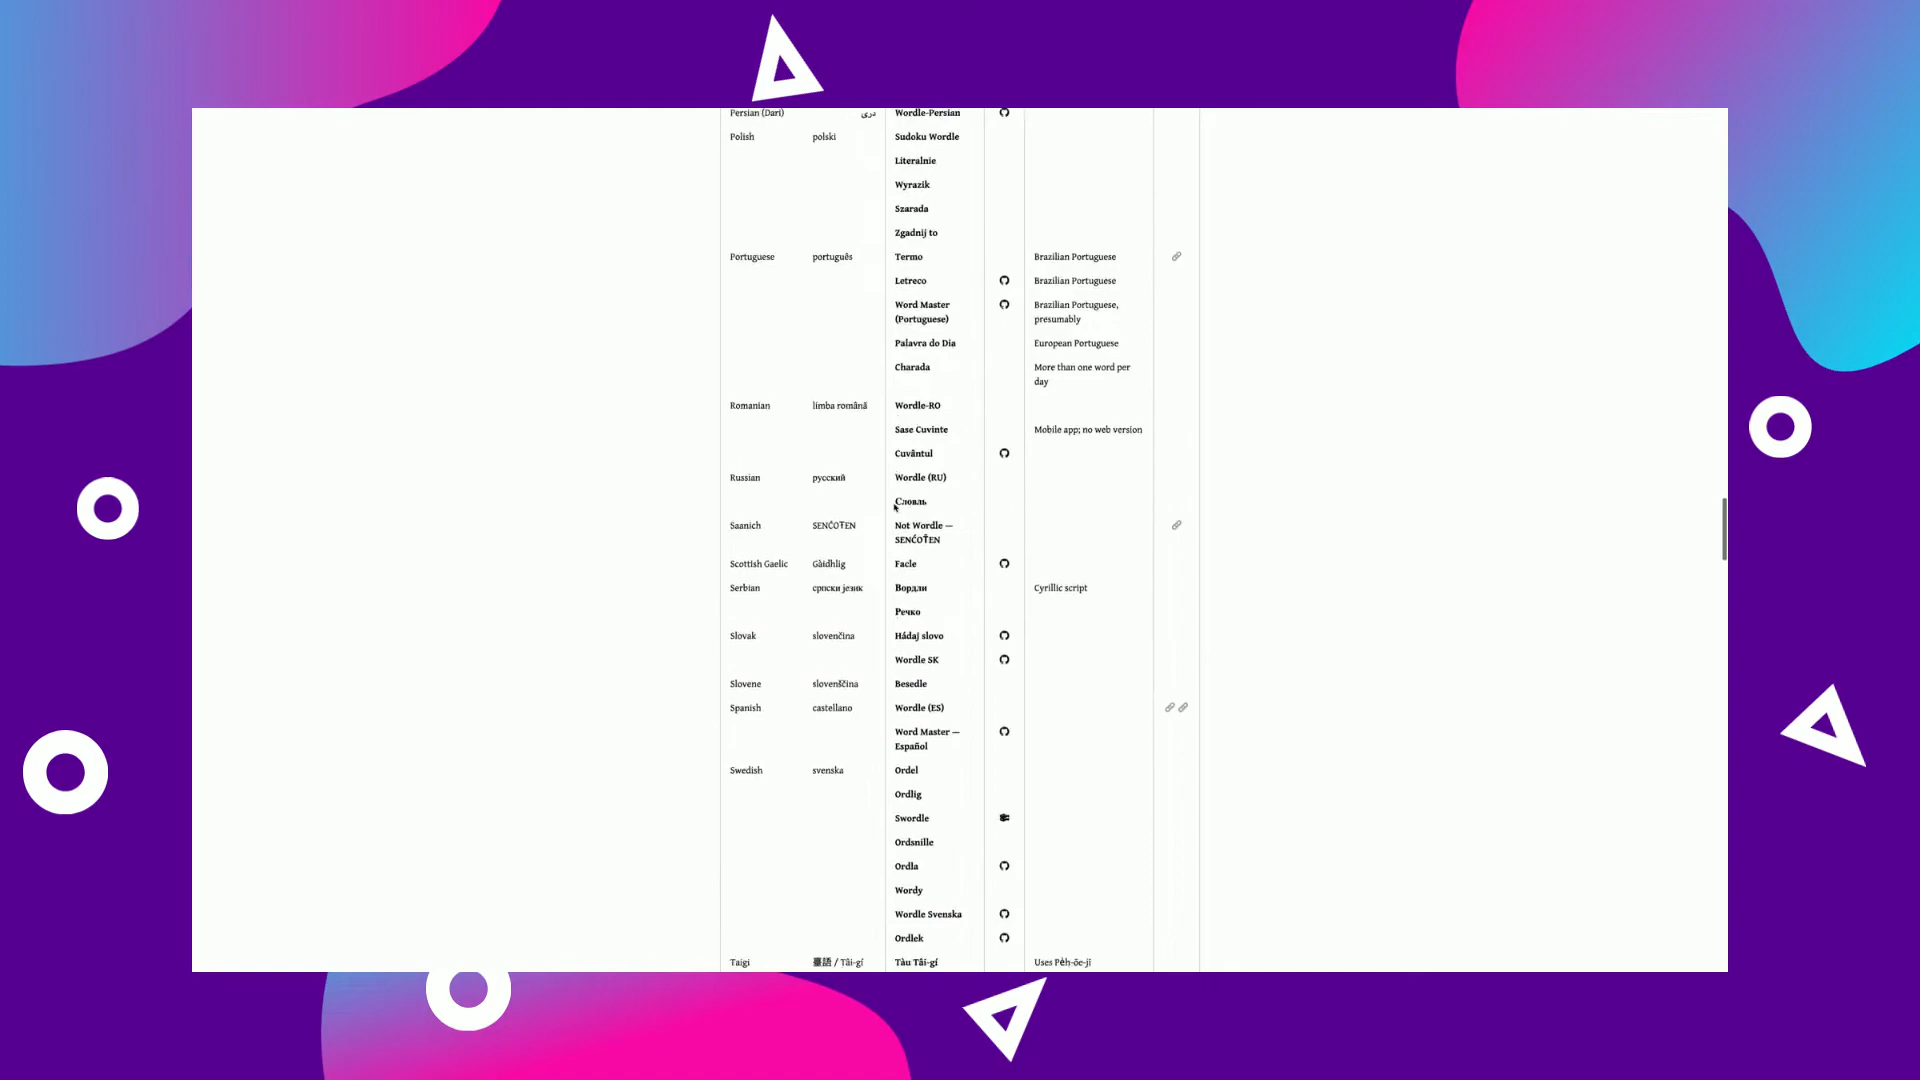 Persian (Dari) دری Wordle-Persian
Polish polski Sudoku Wordle
Literalnie
Wyrazik
Szarada
Zgadnij to
Portuguese português Termo Brazilian Portuguese
Letreco Brazilian Portuguese
Word Master Brazilian Portuguese,
(Portuguese) presumably
Palavra do Dia European Portuguese
Charada More than one word per
day
Romanian limba română Wordle-RO
Sase Cuvinte Mobile app; no web version
Cuvântul
Russian русский Wordle (RU)
Словль
Saanich SENĆOŦEN Not Wordle —
SENĆOŦEN
Scottish Gaelic Gàidhlig Facle
Serbian српски језик Вордли Cyrillic script
Речко
Slovak slovenčina Hádaj slovo
Wordle SK
Slovene slovenščina Besedle
Spanish castellano Wordle (ES)
Word Master —
Español
Swedish svenska Ordel
Ordlig
Swordle
Ordsnille
Ordla
Wordy
Wordle Svenska
Ordlek
Taigi 臺語 / Tâi-gí Tàu Tâi-gí Uses Pe̍h-ōe-jī